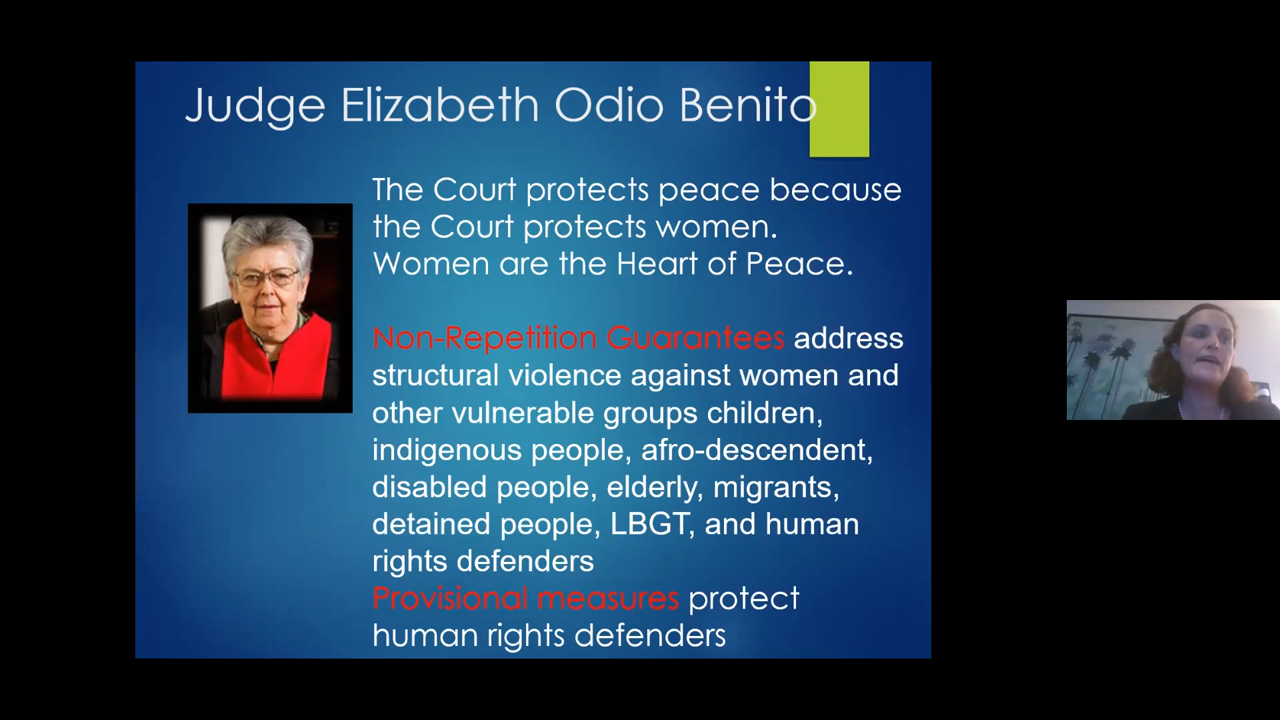 Judge Elizabeth Odio Benito
The Court protects peace because
the Court protects women.
Women are the Heart of Peace.
Non-Repetition Guarantees address
structural violence against women and
other vulnerable groups children,
indigenous people, afro-descendent,
disabled people, elderly, migrants,
detained people, LBGT, and human
rights defenders
Provisional measures protect
human rights defenders